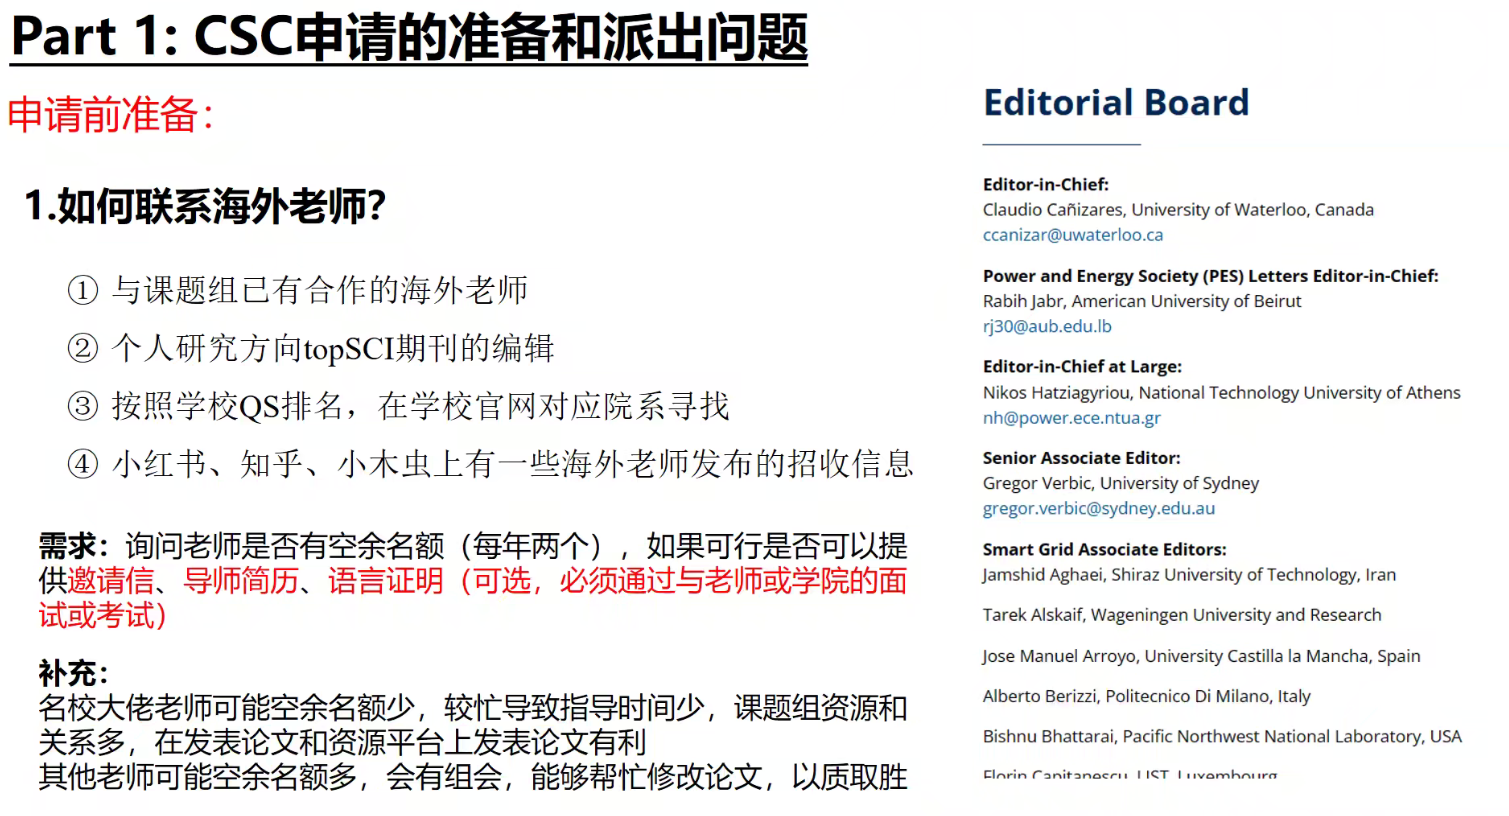 Part 1: CSC申请的准备和派出问题
申请前准备：
1.如何联系海外老师？
① 与课题组已有合作的海外老师
② 个人研究方向topSCI期刊的编辑
③ 按照学校QS排名，在学校官网对应院系寻找
④ 小红书、知乎、小木虫上有一些海外老师发布的招收信息
需求：询问老师是否有空余名额（每年两个），如果可行是否可以提
供邀请信、导师简历、语言证明（可选，必须通过与老师或学院的面
试或考试）
补充：
名校大佬老师可能空余名额少，较忙导致指导时间少，课题组资源和
关系多，在发表论文和资源平台上发表论文有利
其他老师可能空余名额多，会有组会，能够帮忙修改论文，以质取胜
Editorial Board
Editor-in-Chief:
Claudio Cañizares, University of Waterloo, Canada
ccanizar@uwaterloo.ca
Power and Energy Society (PES) Letters Editor-in-Chief:
Rabih Jabr, American University of Beirut
rj30@aub.edu.lb
Editor-in-Chief at Large:
Nikos Hatziagyriou, National Technology University of Athens
nh@power.ece.ntua.gr
Senior Associate Editor:
Gregor Verbic, University of Sydney
gregor.verbic@sydney.edu.au
Smart Grid Associate Editors:
Jamshid Aghaei, Shiraz University of Technology, Iran
Tarek Alskaif, Wageningen University and Research
Jose Manuel Arroyo, University Castilla la Mancha, Spain
Alberto Berizzi, Politecnico Di Milano, Italy
Bishnu Bhattarai, Pacific Northwest National Laboratory, USA
Florin Capitanescu, LIST, Luxembourg